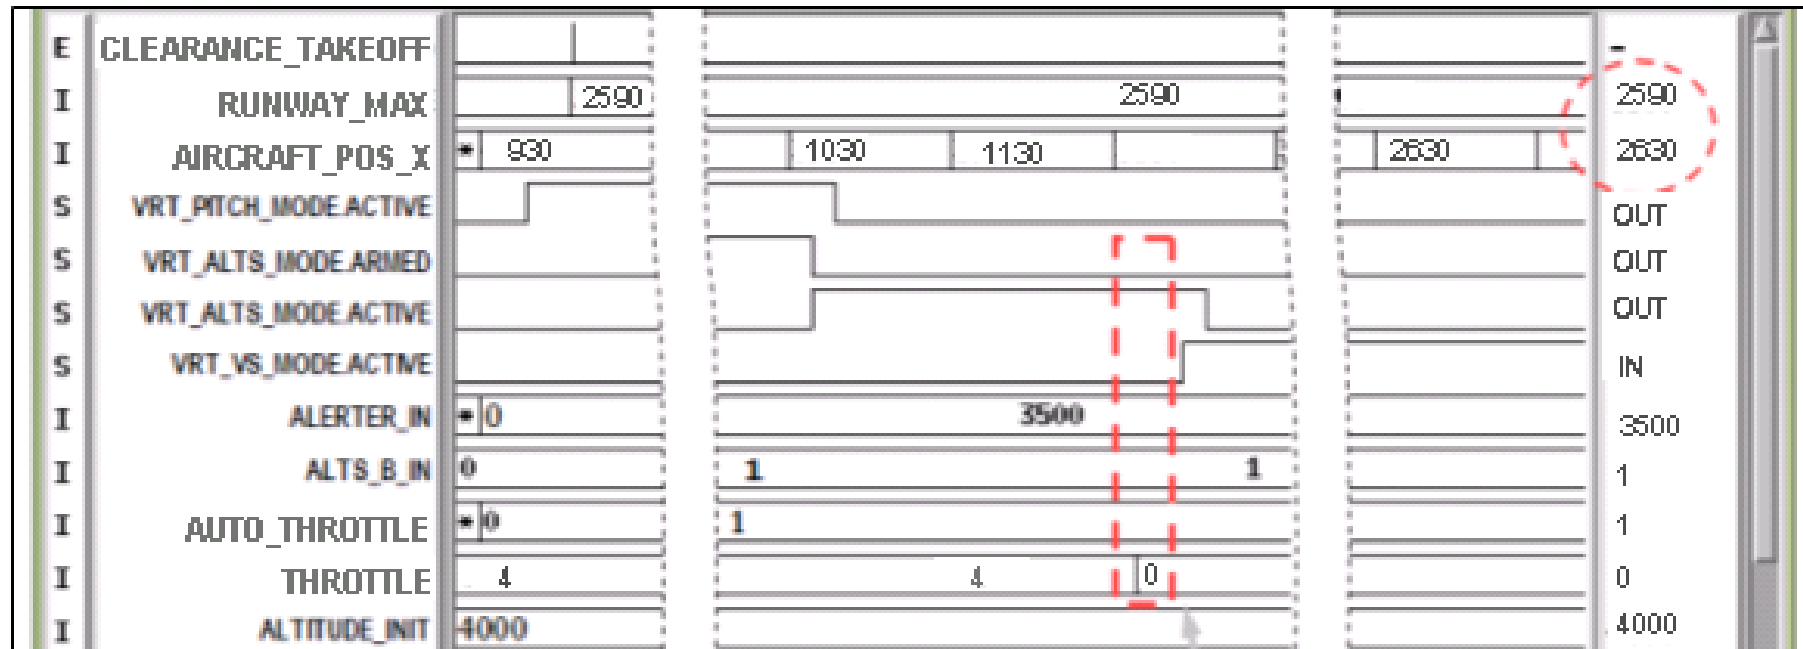 E CLEARANCE_TAKEOFF -
I RUNWAY_MAX 2590 2590 2590
I AIRCRAFT_POS_X * 930 1030 1130 2630 2630
S VRT_PITCH_MODE.ACTIVE OUT
S VRT_ALTS_MODE.ARMED OUT
S VRT_ALTS_MODE.ACTIVE OUT
S VRT_VS_MODE.ACTIVE IN
I ALERTER_IN * 0 3500 3500
I ALTS_B_IN 0 1 1 1
I AUTO_THROTTLE * 0 1 1
I THROTTLE 4 4 0 0
I ALTITUDE_INIT 4000 4000